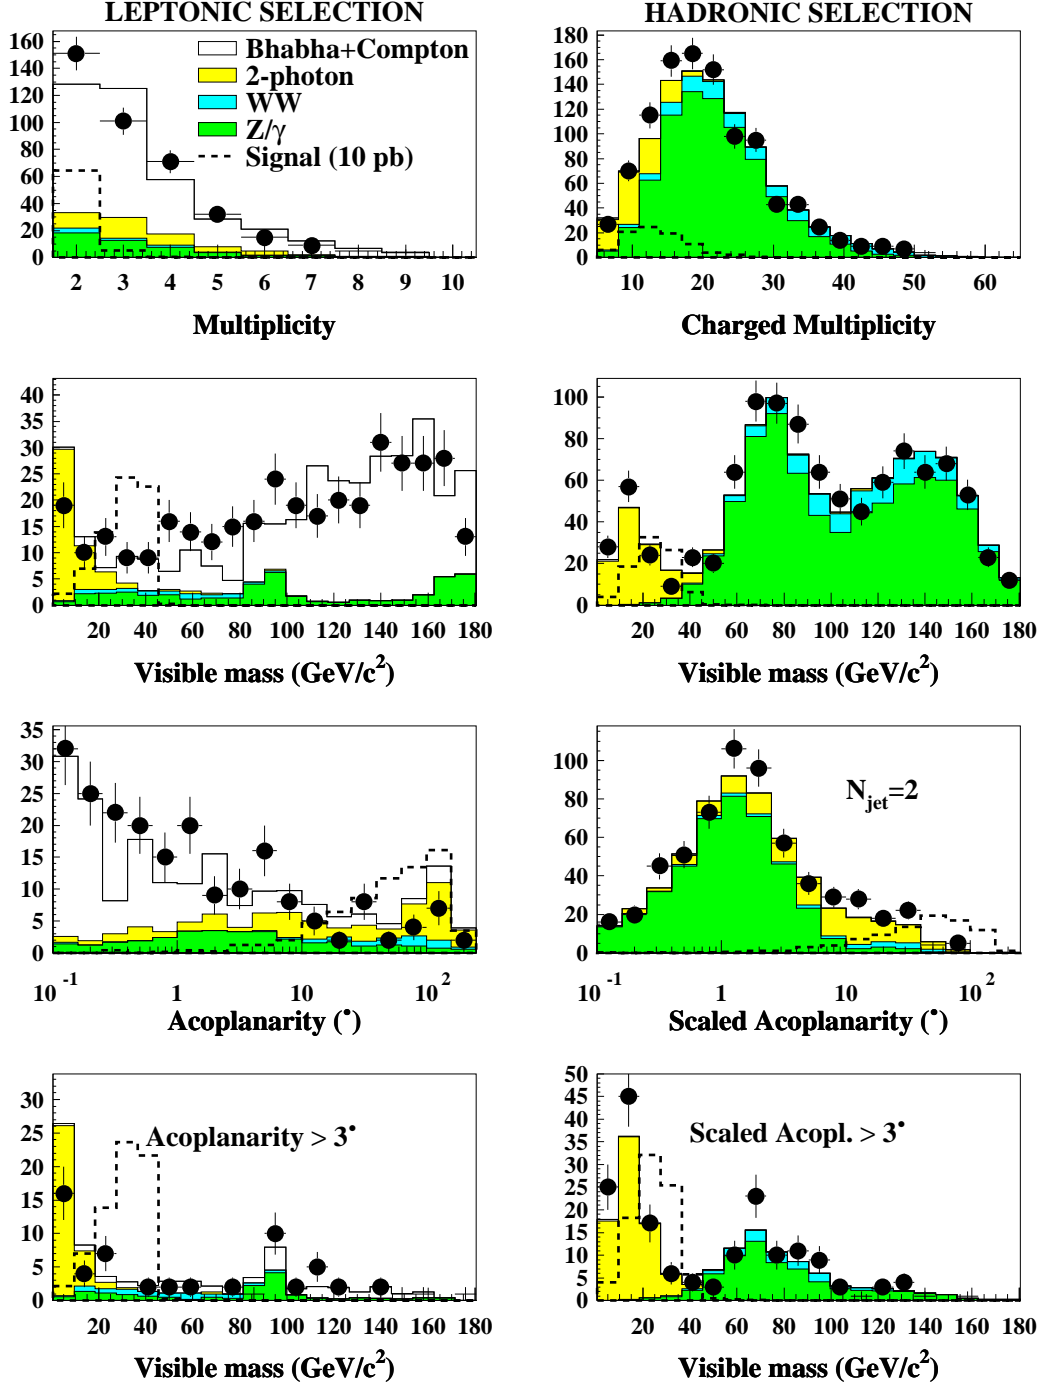 LEPTONIC SELECTION
HADRONIC SELECTION
160
140
120
100
80
60
40
20
0
Bhabha+Compton
2-photon
WW
Z/γ
Signal (10 pb)
2 3 4 5 6 7 8 9 10
Multiplicity
180
160
140
120
100
80
60
40
20
0
10 20 30 40 50 60
Charged Multiplicity
40
35
30
25
20
15
10
5
0
20 40 60 80 100 120 140 160 180
Visible mass (GeV/c²)
100
80
60
40
20
0
20 40 60 80 100 120 140 160 180
Visible mass (GeV/c²)
35
30
25
20
15
10
5
0
10⁻¹ 1 10 10²
Acoplanarity (°)
100
80
60
40
20
0
N_jet=2
10⁻¹ 1 10 10²
Scaled Acoplanarity (°)
30
25
20
15
10
5
0
Acoplanarity > 3°
20 40 60 80 100 120 140 160 180
Visible mass (GeV/c²)
50
45
40
35
30
25
20
15
10
5
0
Scaled Acopl. > 3°
20 40 60 80 100 120 140 160 180
Visible mass (GeV/c²)